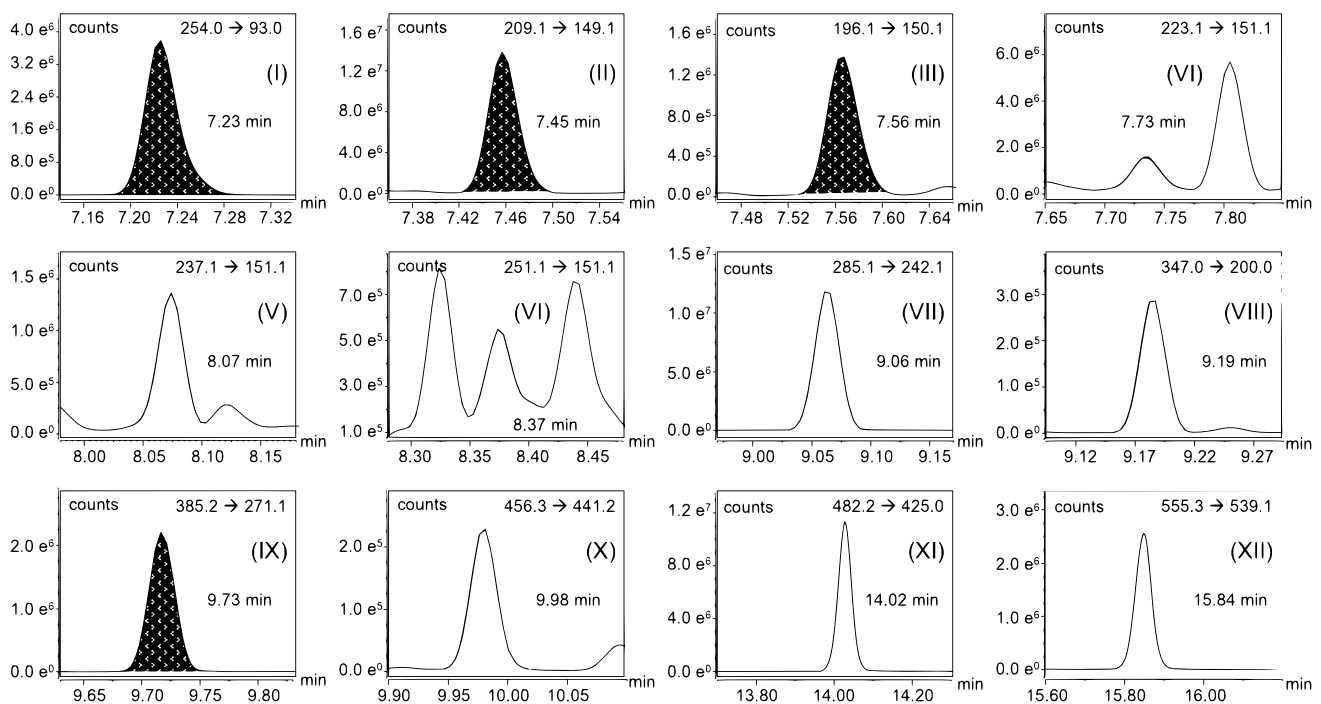 counts 254.0 → 93.0
(I)
7.23 min
4.0 e⁶
3.2 e⁶
2.4 e⁶
1.6 e⁶
8.0 e⁵
0.0 e⁰
7.16 7.20 7.24 7.28 7.32 min
counts 209.1 → 149.1
(II)
7.45 min
1.6 e⁷
1.2 e⁷
8.0 e⁶
4.0 e⁶
0.0 e⁰
7.38 7.42 7.46 7.50 7.54 min
counts 196.1 → 150.1
(III)
7.56 min
1.6 e⁶
1.2 e⁶
8.0 e⁵
4.0 e⁵
0.0 e⁰
7.48 7.52 7.56 7.60 7.64 min
counts 223.1 → 151.1
(VI)
7.73 min
6.0 e⁶
4.0 e⁶
2.0 e⁶
0.0 e⁰
7.65 7.70 7.75 7.80 min
counts 237.1 → 151.1
(V)
8.07 min
1.5 e⁶
1.0 e⁶
5.0 e⁵
0.0 e⁰
8.00 8.05 8.10 8.15 min
counts 251.1 → 151.1
(VI)
8.37 min
7.0 e⁵
5.0 e⁵
3.0 e⁵
1.0 e⁵
8.30 8.35 8.40 8.45 min
counts 285.1 → 242.1
(VII)
9.06 min
1.5 e⁷
1.0 e⁷
5.0 e⁶
0.0 e⁰
9.00 9.05 9.10 9.15 min
counts 347.0 → 200.0
(VIII)
9.19 min
3.0 e⁵
2.0 e⁵
1.0 e⁵
0.0 e⁰
9.12 9.17 9.22 9.27 min
counts 385.2 → 271.1
(IX)
9.73 min
2.0 e⁶
1.0 e⁶
0.0 e⁰
9.65 9.70 9.75 9.80 min
counts 456.3 → 441.2
(X)
9.98 min
2.0 e⁵
1.0 e⁵
0.0 e⁰
9.90 9.95 10.00 10.05 min
counts 482.2 → 425.0
(XI)
14.02 min
1.2 e⁷
8.0 e⁶
4.0 e⁶
0.0 e⁰
13.80 14.00 14.20 min
counts 555.3 → 539.1
(XII)
15.84 min
3.0 e⁶
2.0 e⁶
1.0 e⁶
0.0 e⁰
15.60 15.80 16.00 min